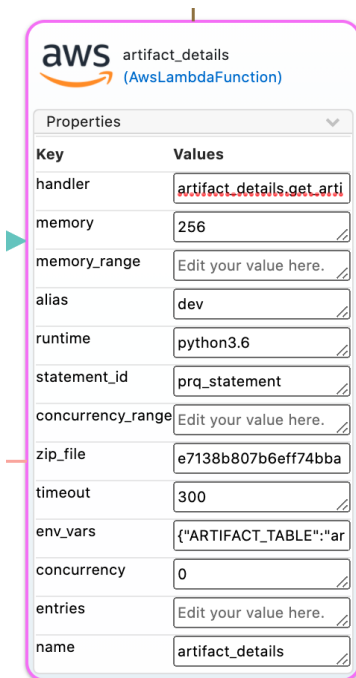 aws
artifact_details
(AwsLambdaFunction)
Properties
Key Values
handler artifact_details.get_arti
memory 256
memory_range Edit your value here.
alias dev
runtime python3.6
statement_id prq_statement
concurrency_range Edit your value here.
zip_file e7138b807b6eff74bba
timeout 300
env_vars {"ARTIFACT_TABLE":"ar
concurrency 0
entries Edit your value here.
name artifact_details